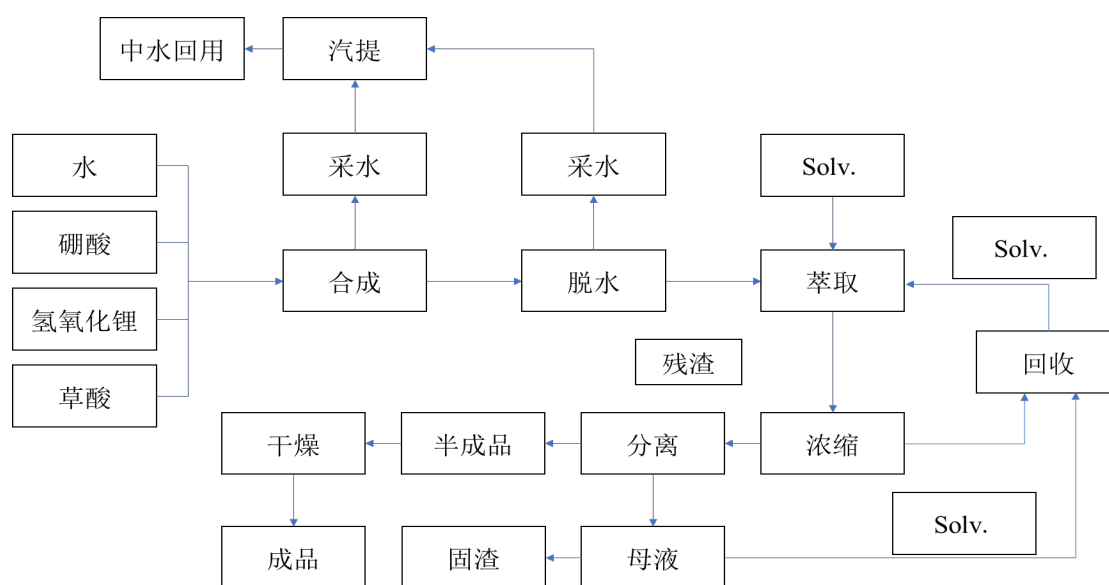 中水回用
汽提
水
采水
采水
Solv.
硼酸
合成
脱水
萃取
Solv.
氢氧化锂
残渣
回收
草酸
干燥
半成品
分离
浓缩
成品
固渣
母液
Solv.